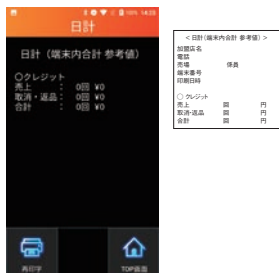 100% 14:23
日計
日計（端末内合計 参考値）
○クレジット
売上 ： 0回 ¥0
取消・返品： 0回 ¥0
合計 ： 0回 ¥0
再印字 TOP画面
＜日計（端末内合計 参考値）＞
加盟店名
電話
売場 係員
端末番号
印刷日時
○ クレジット
売上 回 円
取消・返品 回 円
合計 回 円